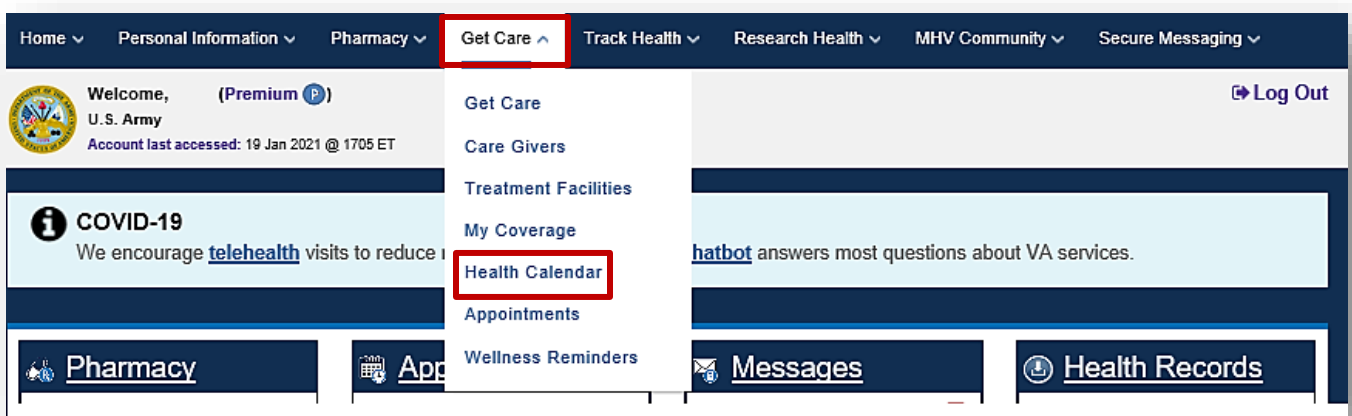 Home Personal Information Pharmacy Get Care Track Health Research Health MHV Community Secure Messaging
Welcome, (Premium P)
U.S. Army
Account last accessed: 19 Jan 2021 @ 1705 ET
Log Out
Get Care
Care Givers
Treatment Facilities
My Coverage
Health Calendar
Appointments
Wellness Reminders
COVID-19
We encourage telehealth visits to reduce hatbot answers most questions about VA services.
Pharmacy
App
Messages
Health Records